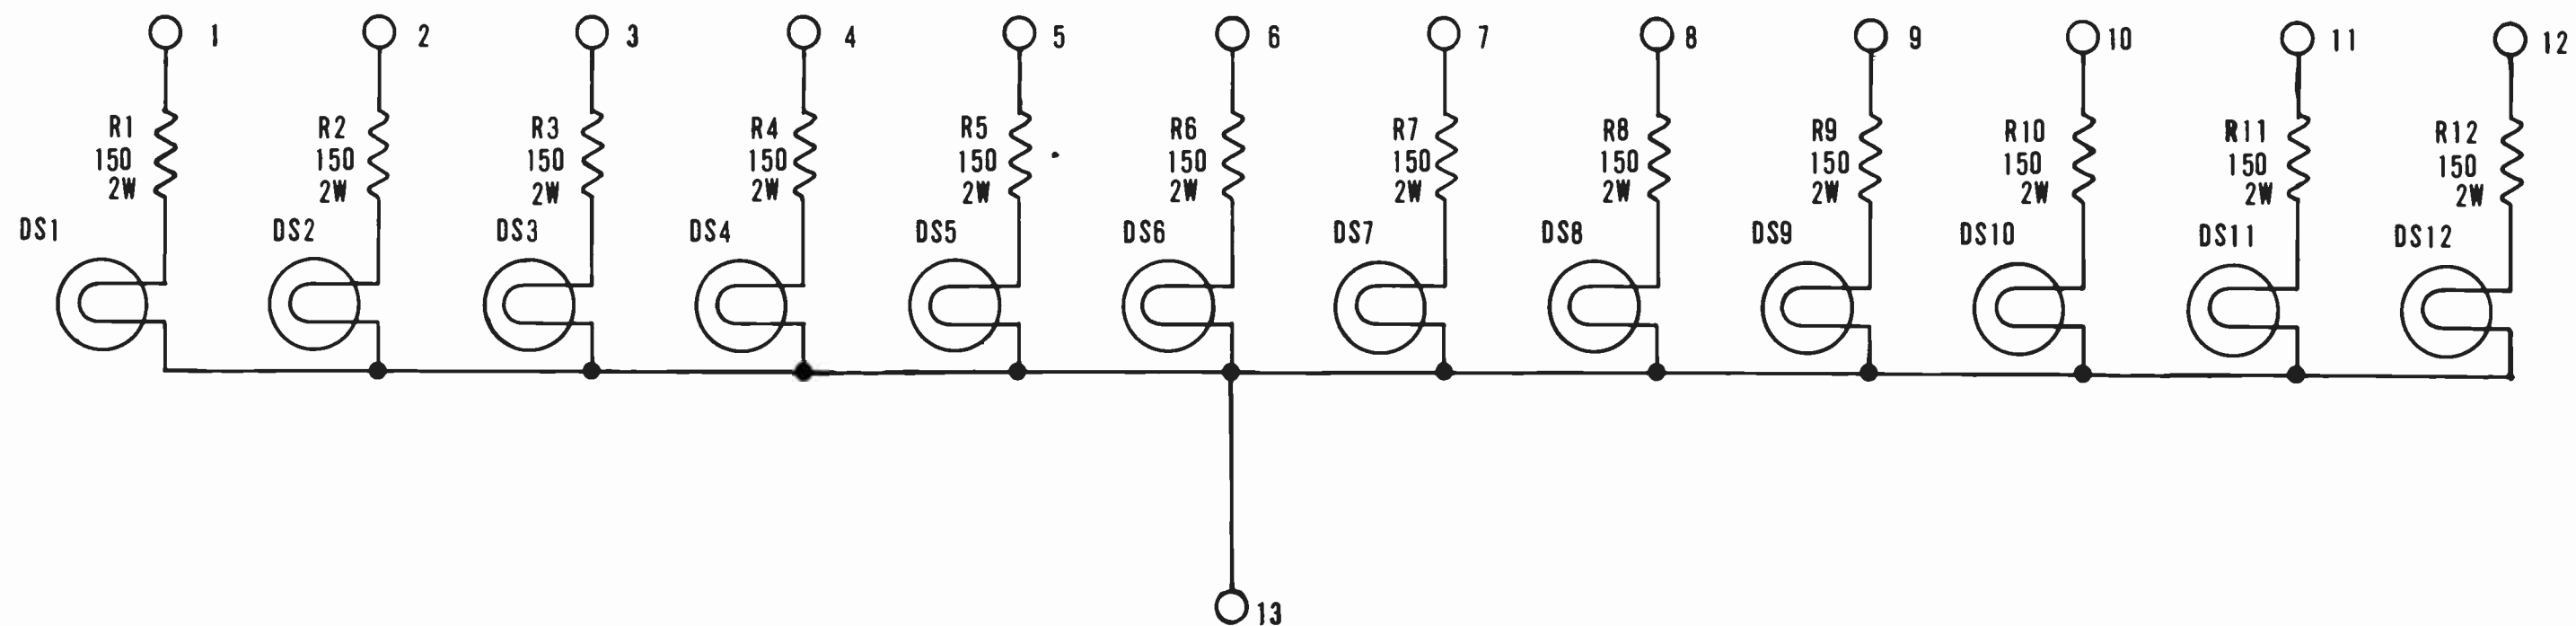 1 2 3 4 5 6 7 8 9 10 11 12
R1 R2 R3 R4 R5 R6 R7 R8 R9 R10 R11 R12
150 150 150 150 150 150 150 150 150 150 150 150
2W 2W 2W 2W 2W 2W 2W 2W 2W 2W 2W 2W
DS1 DS2 DS3 DS4 DS5 DS6 DS7 DS8 DS9 DS10 DS11 DS12
13